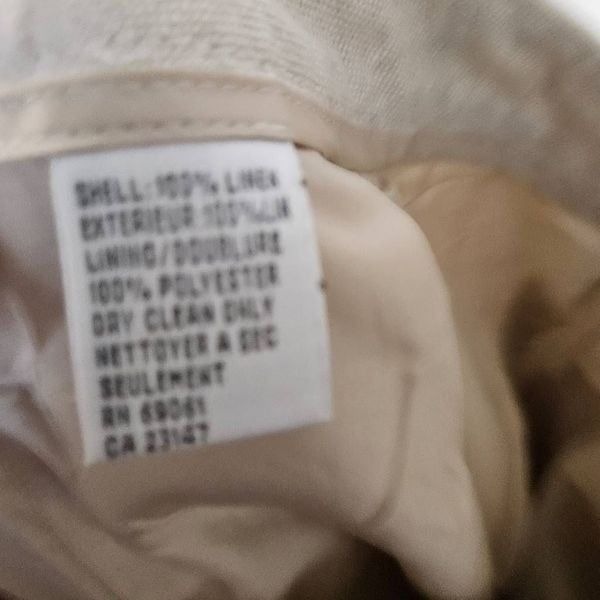 SHELL: 100% LINEN
EXTERIEUR: 100% LIN
LINING/DOUBLURE
100% POLYESTER
DRY CLEAN ONLY
NETTOYER A SEC
SEULEMENT
RN 69061
CA 23147